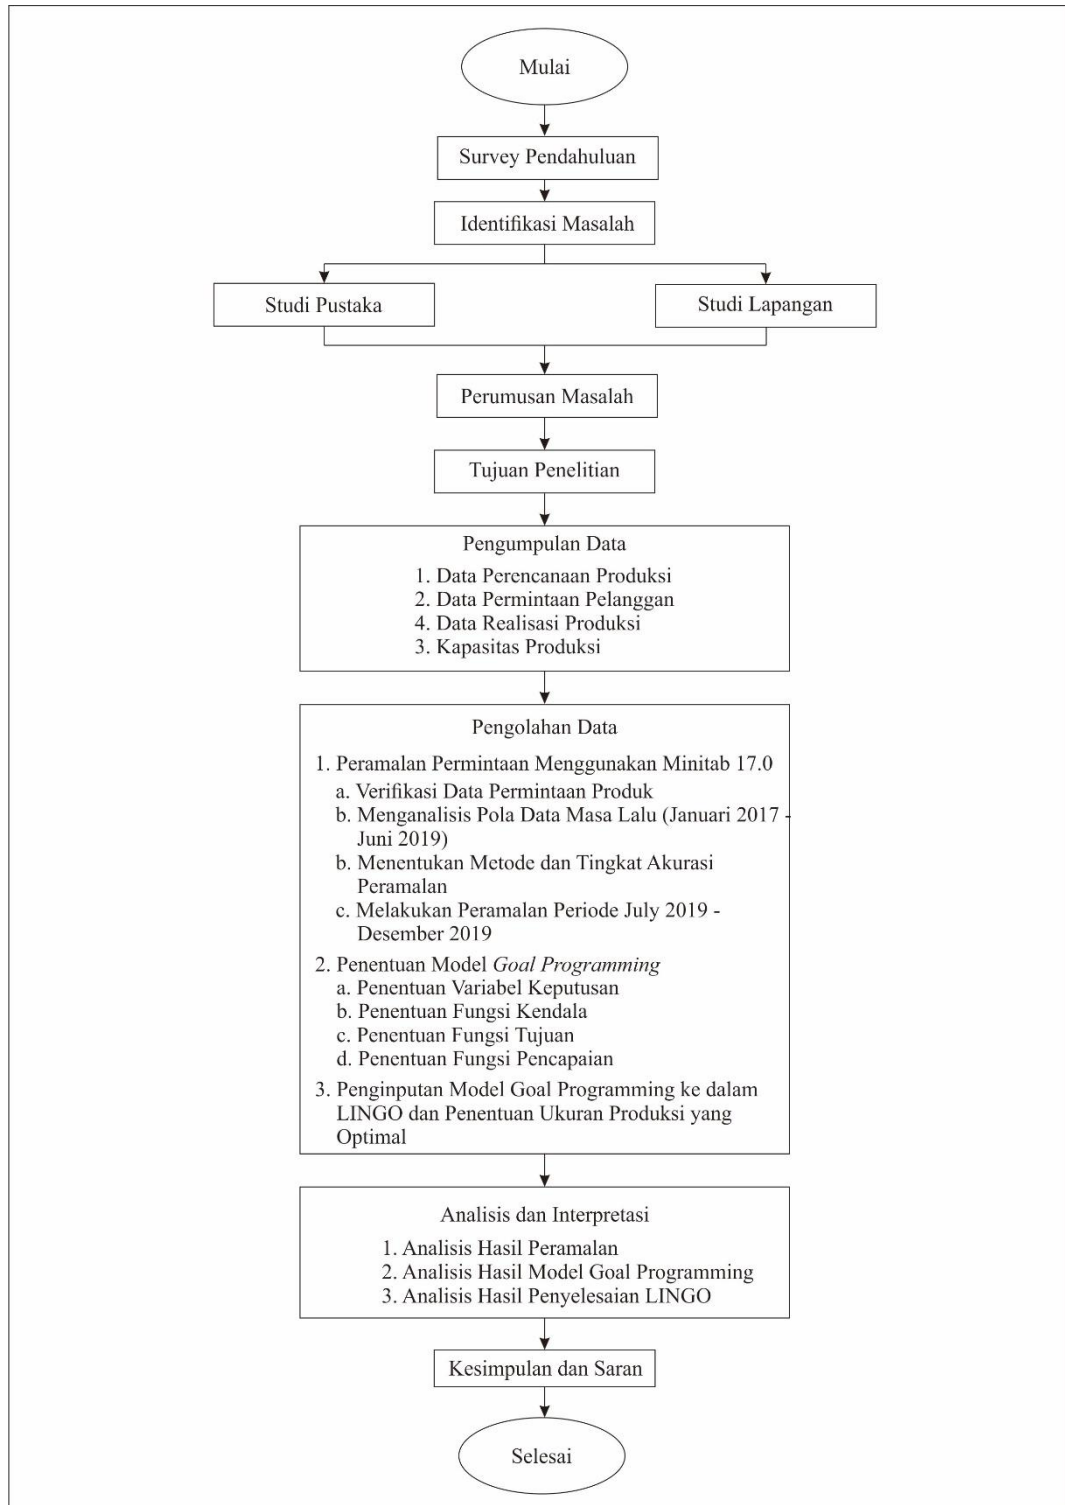 Mulai
Survey Pendahuluan
Identifikasi Masalah
Studi Pustaka
Studi Lapangan
Perumusan Masalah
Tujuan Penelitian
Pengumpulan Data
1. Data Perencanaan Produksi
2. Data Permintaan Pelanggan
4. Data Realisasi Produksi
3. Kapasitas Produksi
Pengolahan Data
1. Peramalan Permintaan Menggunakan Minitab 17.0
a. Verifikasi Data Permintaan Produk
b. Menganalisis Pola Data Masa Lalu (Januari 2017 -
Juni 2019)
b. Menentukan Metode dan Tingkat Akurasi
Peramalan
c. Melakukan Peramalan Periode July 2019 -
Desember 2019
2. Penentuan Model Goal Programming
a. Penentuan Variabel Keputusan
b. Penentuan Fungsi Kendala
c. Penentuan Fungsi Tujuan
d. Penentuan Fungsi Pencapaian
3. Penginputan Model Goal Programming ke dalam
LINGO dan Penentuan Ukuran Produksi yang
Optimal
Analisis dan Interpretasi
1. Analisis Hasil Peramalan
2. Analisis Hasil Model Goal Programming
3. Analisis Hasil Penyelesaian LINGO
Kesimpulan dan Saran
Selesai